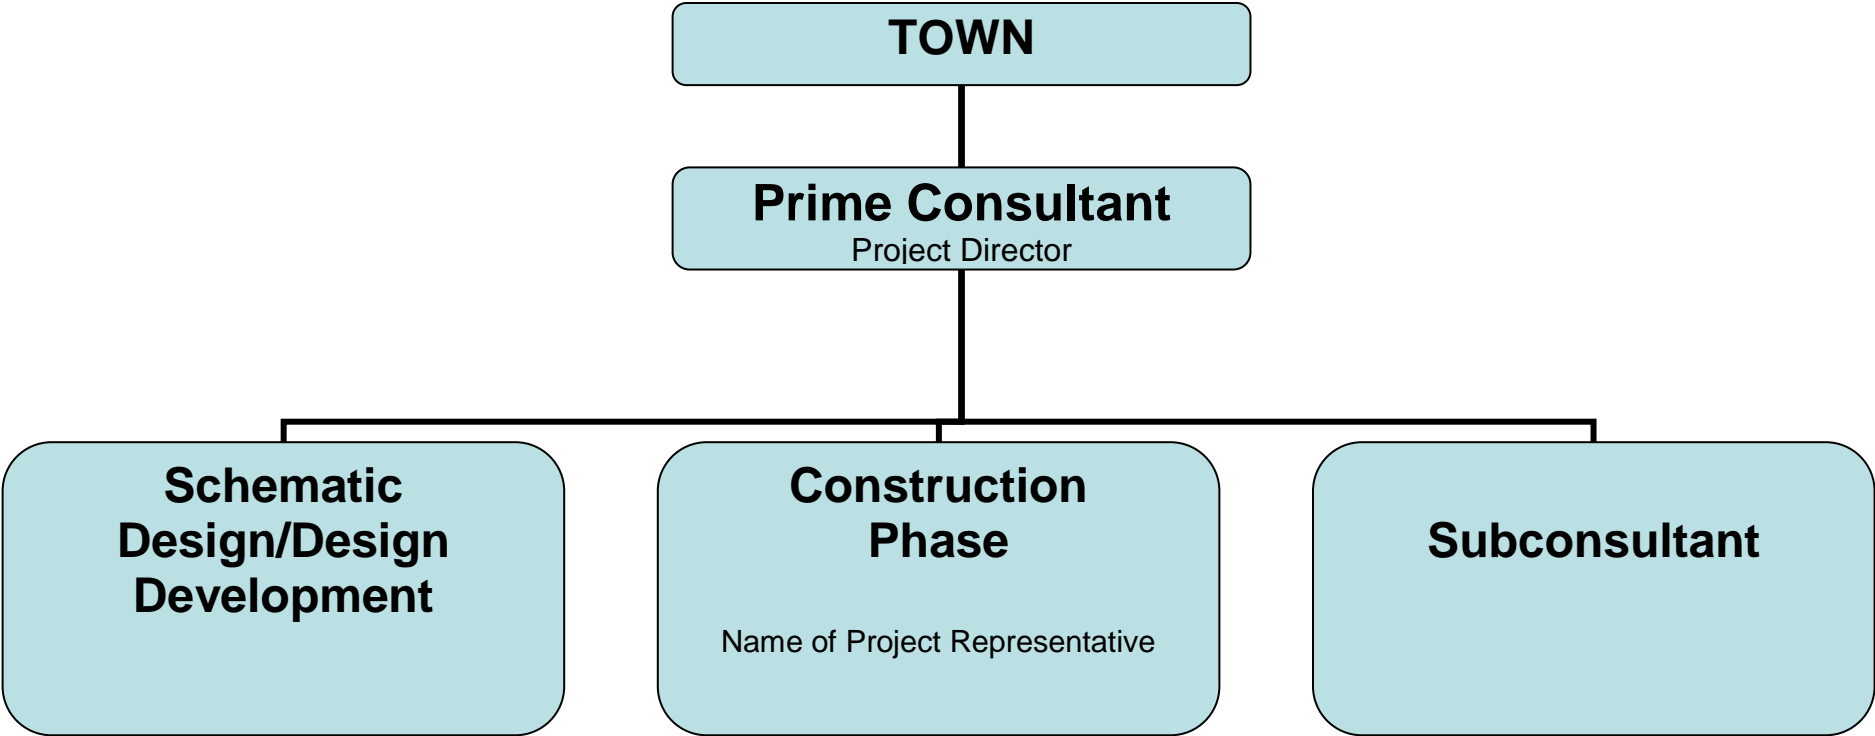 TOWN
Prime Consultant
Project Director
Schematic
Design/Design
Development
Construction
Phase
Name of Project Representative
Subconsultant